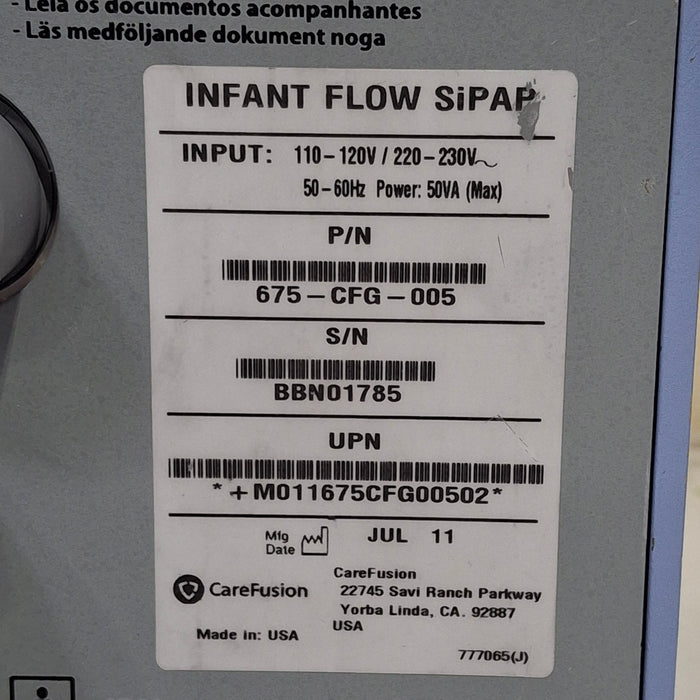 - Leia os documentos acompanhantes
- Läs medföljande dokument noga
INFANT FLOW SiPAP
INPUT: 110-120V / 220-230V~
50-60Hz Power: 50VA (Max)
P/N
675-CFG-005
S/N
BBN01785
UPN
*+M011675CFG00502*
Mfg Date JUL 11
CareFusion
CareFusion
22745 Savi Ranch Parkway
Yorba Linda, CA. 92887
USA
Made in: USA
777065(J)